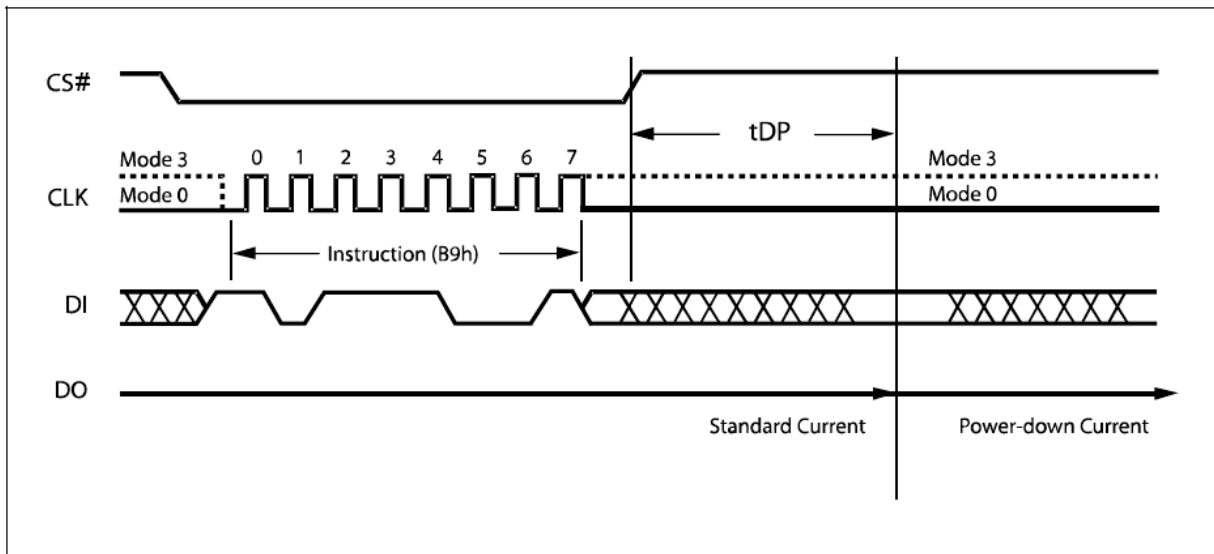 CS#
tDP
Mode 3
0 1 2 3 4 5 6 7
Mode 3
CLK
Mode 0
Mode 0
Instruction (B9h)
DI
DO
Standard Current
Power-down Current